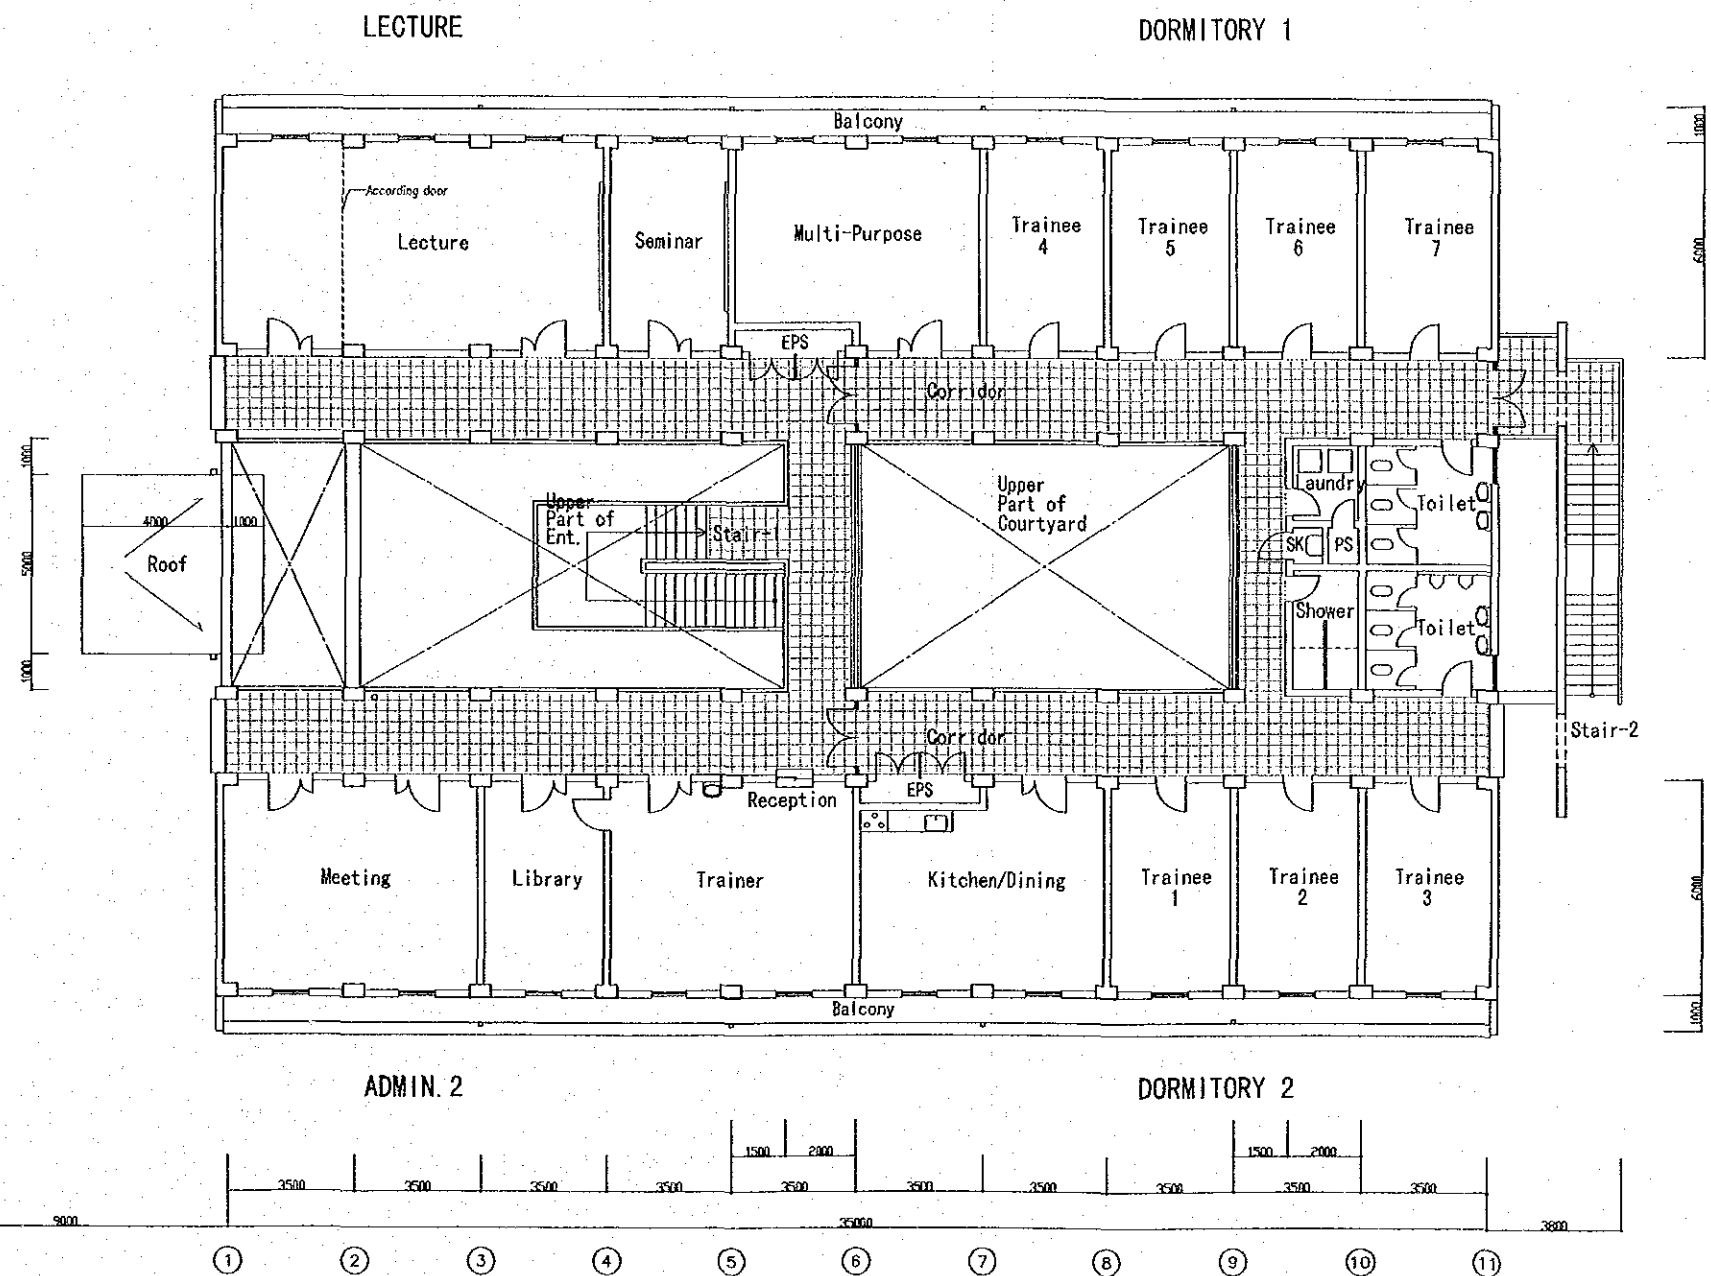 LECTURE
DORMITORY 1
Balcony
According door
Lecture
Seminar
Multi-Purpose
Trainee
4
Trainee
5
Trainee
6
Trainee
7
1000
6000
EPS
Corridor
1000
5000
1000
4000
1000
Roof
Upper
Part of
Ent.
Stair-1
Upper
Part of
Courtyard
Laundry
Toilet
SK
PS
Shower
Toilet
Stair-2
Corridor
Reception
EPS
Meeting
Library
Trainer
Kitchen/Dining
Trainee
1
Trainee
2
Trainee
3
6000
1000
Balcony
ADMIN. 2
DORMITORY 2
1500
2000
1500
2000
3500
3500
3500
3500
3500
3500
3500
3500
3500
3500
9000
35000
3800
1
2
3
4
5
6
7
8
9
10
11